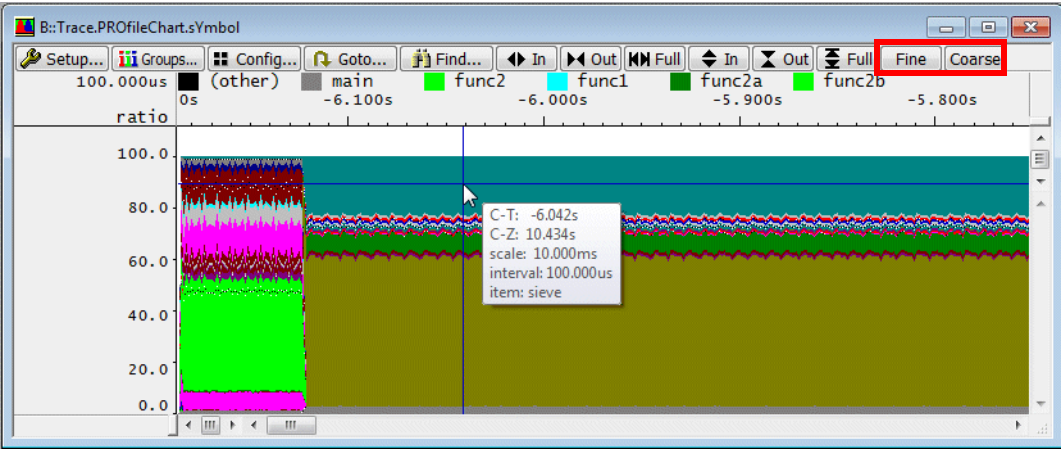 B::Trace.PROfileChart.sYmbol
Setup... Groups... Config... Goto... Find... In Out Full In Out Full Fine Coarse
100.000us (other) main func2 func1 func2a func2b
0s -6.100s -6.000s -5.900s -5.800s
ratio
100.0
80.0
60.0
40.0
20.0
0.0
C-T: -6.042s
C-Z: 10.434s
scale: 10.000ms
interval: 100.000us
item: sieve